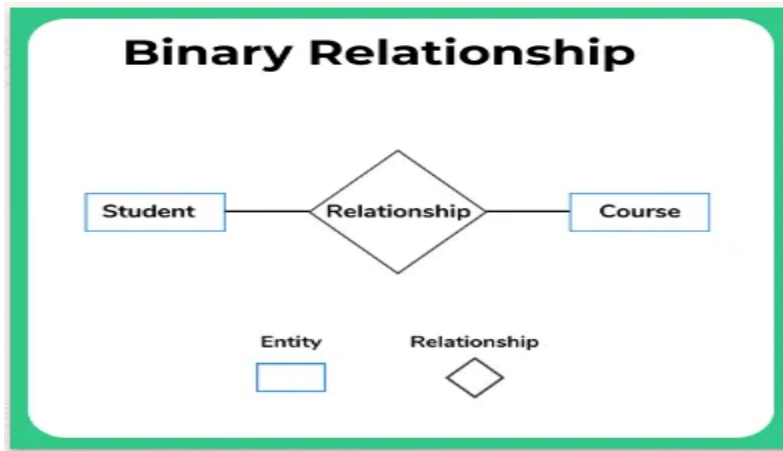 Binary Relationship
Student
Relationship
Course
Entity
Relationship